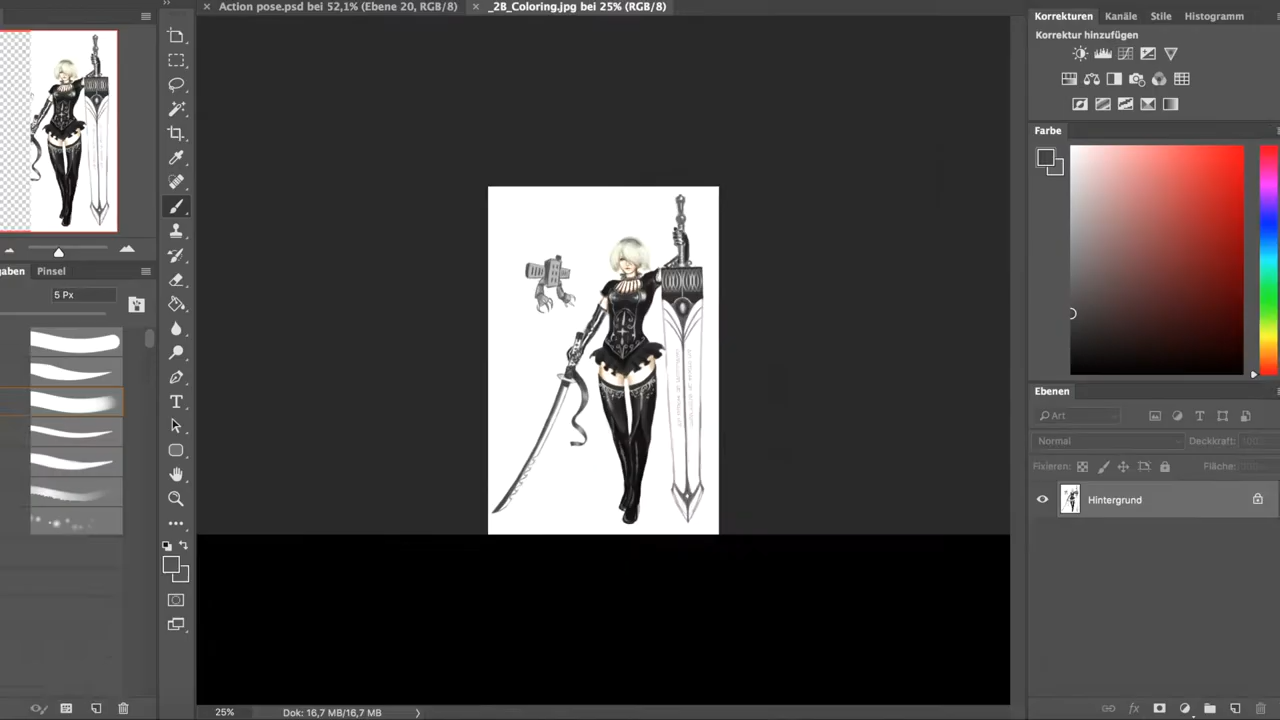 Action pose.psd bei 52,1% (Ebene 20, RGB/8)
_2B_Coloring.jpg bei 25% (RGB/8)
Korrekturen
Kanäle
Stile
Histogramm
Korrektur hinzufügen
Farbe
gaben
Pinsel
5 Px
Ebenen
Art
Normal
Deckkraft:
Fixieren:
Fläche:
Hintergrund
25%
Dok: 16,7 MB/16,7 MB